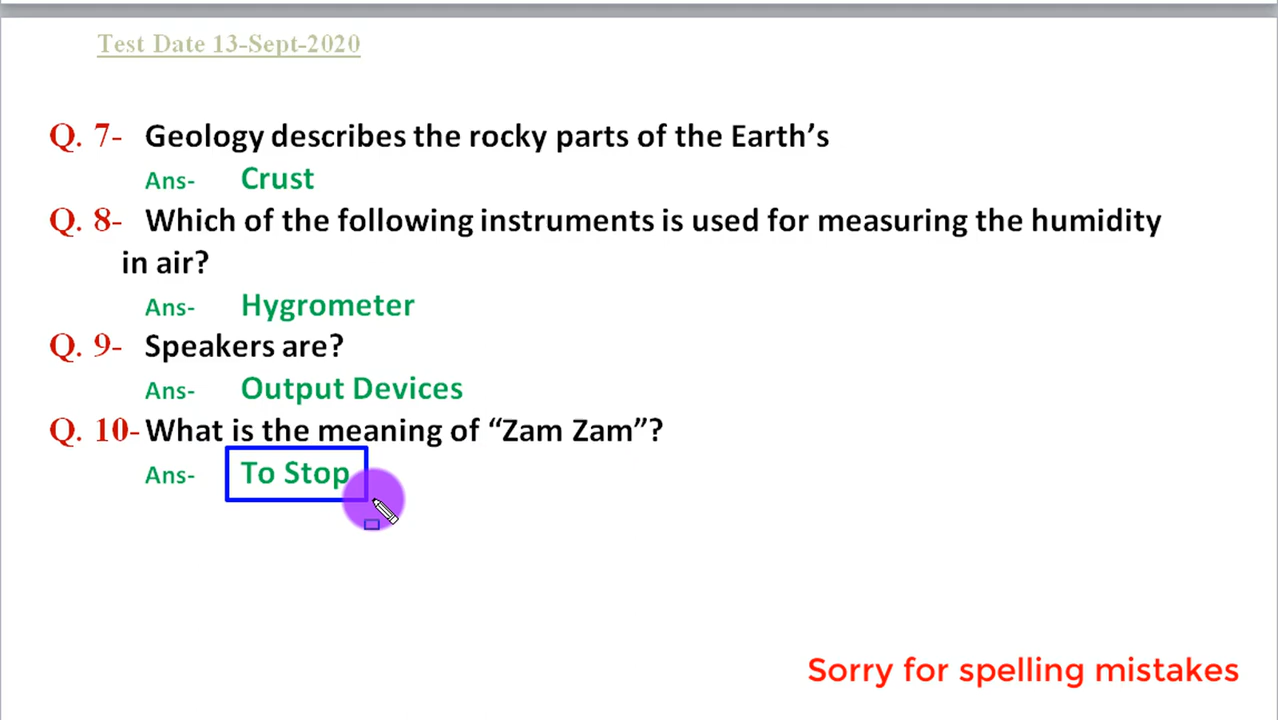 Test Date 13-Sept-2020
Q. 7- Geology describes the rocky parts of the Earth’s
Ans- Crust
Q. 8- Which of the following instruments is used for measuring the humidity
in air?
Ans- Hygrometer
Q. 9- Speakers are?
Ans- Output Devices
Q. 10- What is the meaning of “Zam Zam”?
Ans- To Stop
Sorry for spelling mistakes